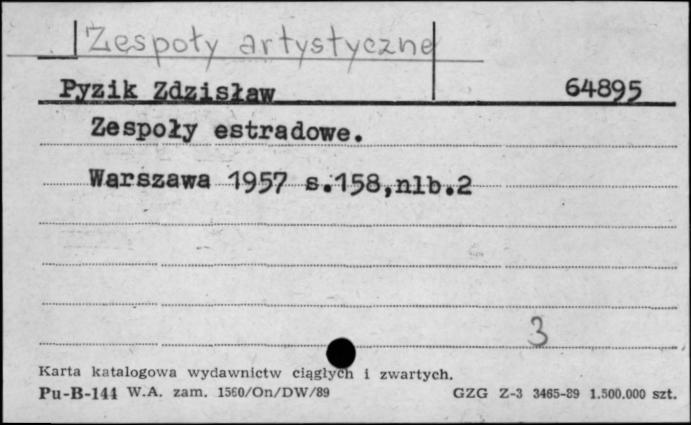 Zespoły artystyczne
Pyzik Zdzisław 64895
Zespoły estradowe.
Warszawa 1957 s.158,nlb.2
3
Karta katalogowa wydawnictw ciągłych i zwartych.
Pu-B-144 W.A. zam. 1560/On/DW/89 GZG Z-3 3465-89 1.500.000 szt.